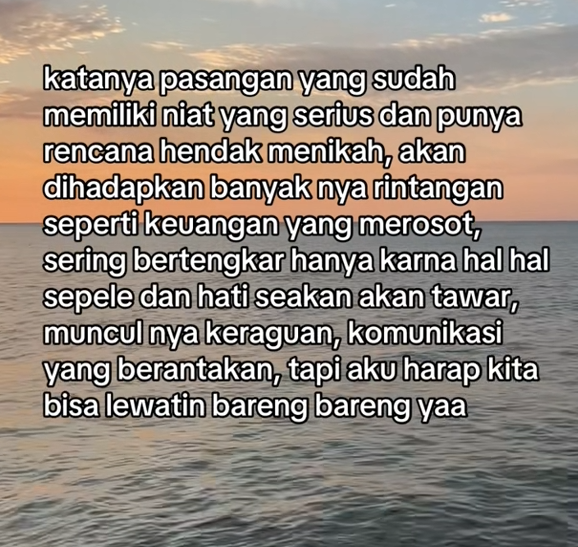 katanya pasangan yang sudah
memiliki niat yang serius dan punya
rencana hendak menikah, akan
dihadapkan banyak nya rintangan
seperti keuangan yang merosot,
sering bertengkar hanya karna hal hal
sepele dan hati seakan akan tawar,
muncul nya keraguan, komunikasi
yang berantakan, tapi aku harap kita
bisa lewatin bareng bareng yaa